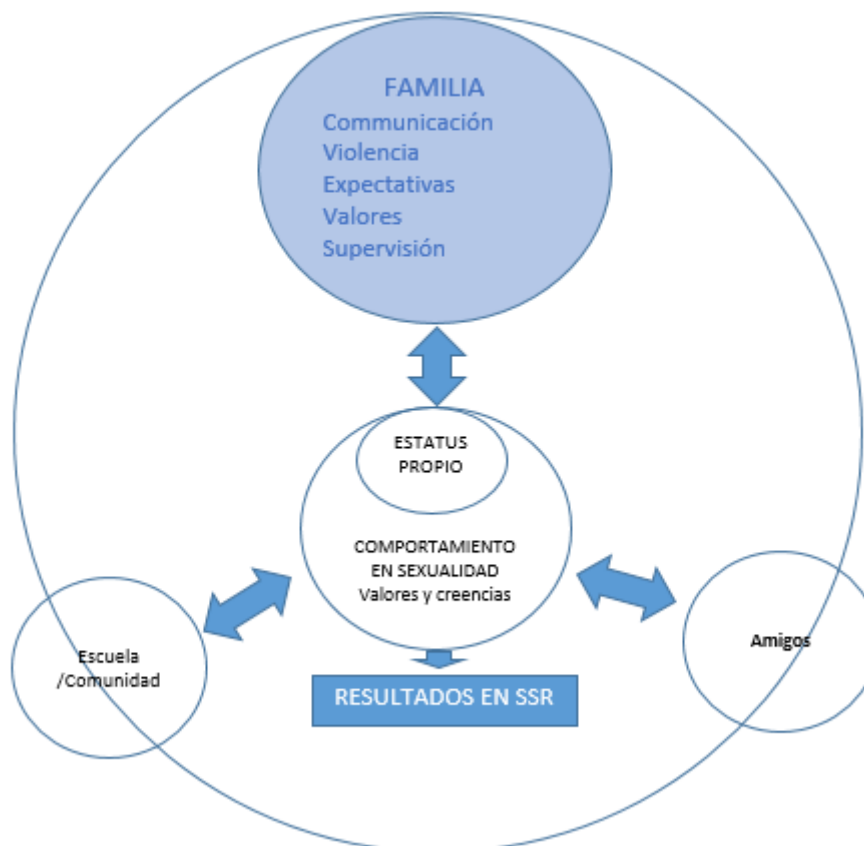 FAMILIA
Communicación
Violencia
Expectativas
Valores
Supervisión
ESTATUS
PROPIO
COMPORTAMIENTO
EN SEXUALIDAD
Valores y creencias
Escuela
/Comunidad
Amigos
RESULTADOS EN SSR